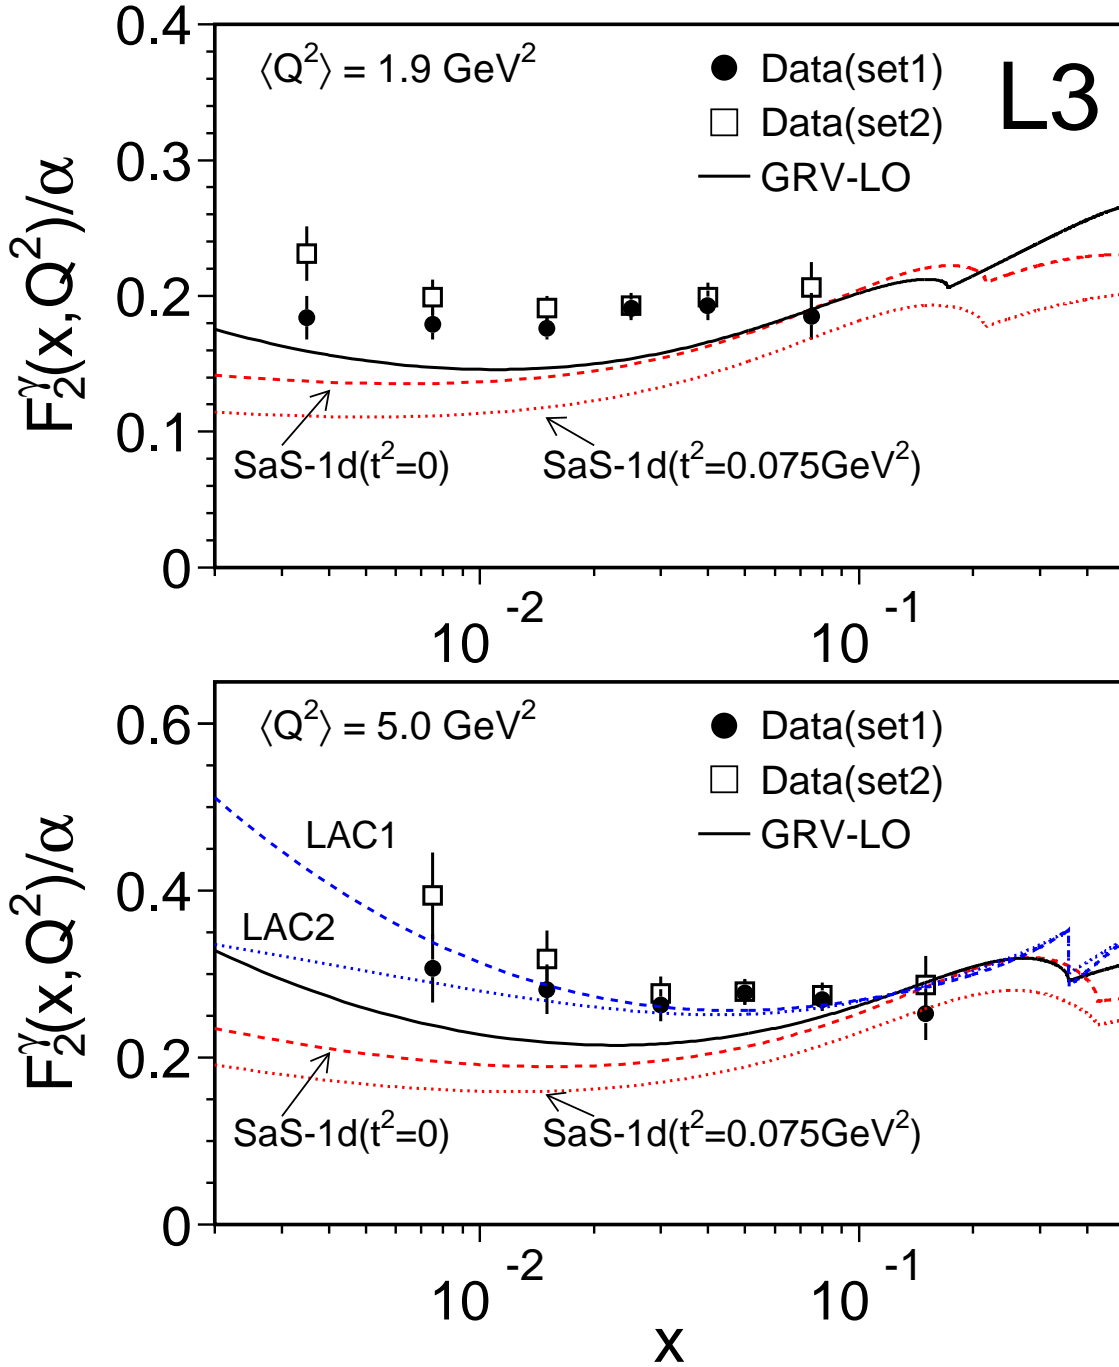 0.4
⟨Q²⟩ = 1.9 GeV²
Data(set1)
L3
Data(set2)
GRV-LO
0.3
0.2
0.1
0
F₂^γ(x,Q²)/α
SaS-1d(t²=0)
SaS-1d(t²=0.075GeV²)
10⁻²
10⁻¹
⟨Q²⟩ = 5.0 GeV²
Data(set1)
Data(set2)
GRV-LO
0.6
0.4
0.2
0
F₂^γ(x,Q²)/α
LAC1
LAC2
SaS-1d(t²=0)
SaS-1d(t²=0.075GeV²)
10⁻²
10⁻¹
x